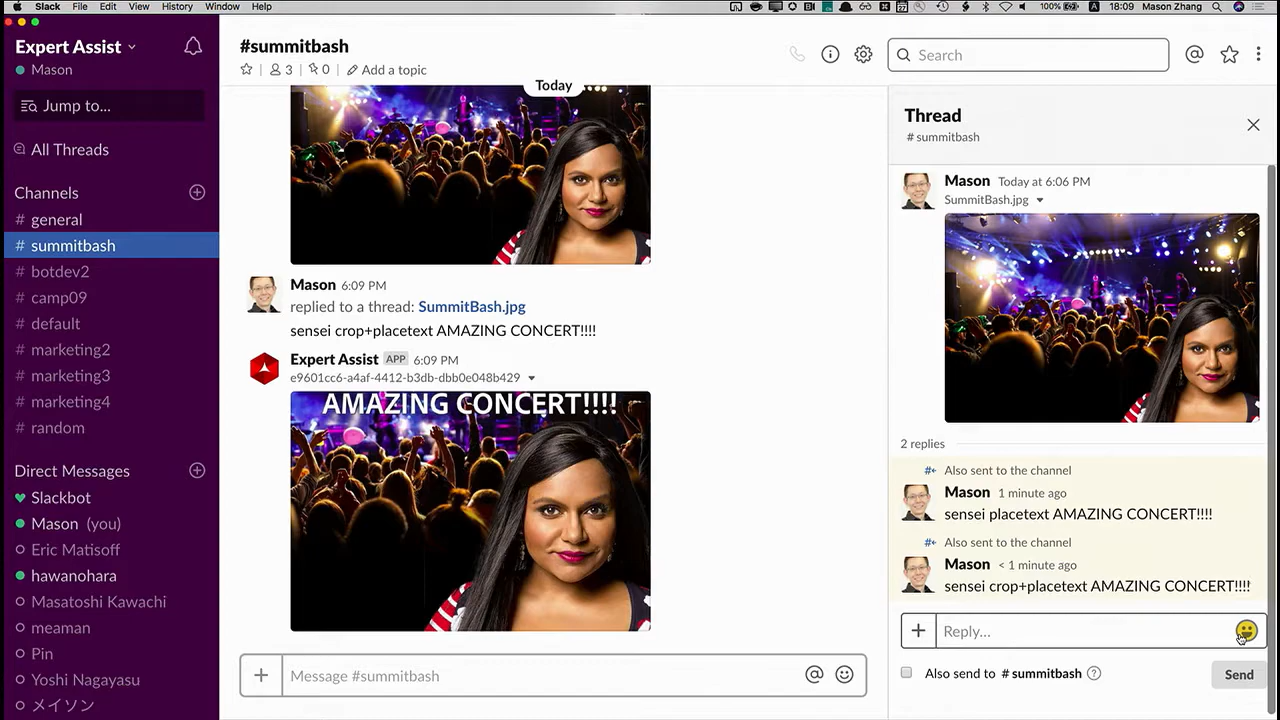 Slack File Edit View History Window Help
100% A 18:09 Mason Zhang
Expert Assist
Mason
Jump to...
All Threads
Channels
# general
# summitbash
# botdev2
# camp09
# default
# marketing2
# marketing3
# marketing4
# random
Direct Messages
Slackbot
Mason (you)
Eric Matisoff
hawanohara
Masatoshi Kawachi
meaman
Pin
Yoshi Nagayasu
メイソン
#summitbash
3 0 Add a topic
Search
Today
Mason 6:09 PM
replied to a thread: SummitBash.jpg
sensei crop+placetext AMAZING CONCERT!!!!
Expert Assist APP 6:09 PM
e9601cc6-a4af-4412-b3db-dbb0e048b429
AMAZING CONCERT!!!!
Message #summitbash
Thread
# summitbash
Mason Today at 6:06 PM
SummitBash.jpg
2 replies
Also sent to the channel
Mason 1 minute ago
sensei placetext AMAZING CONCERT!!!!
Also sent to the channel
Mason < 1 minute ago
sensei crop+placetext AMAZING CONCERT!!!!
Reply...
Also send to # summitbash
Send